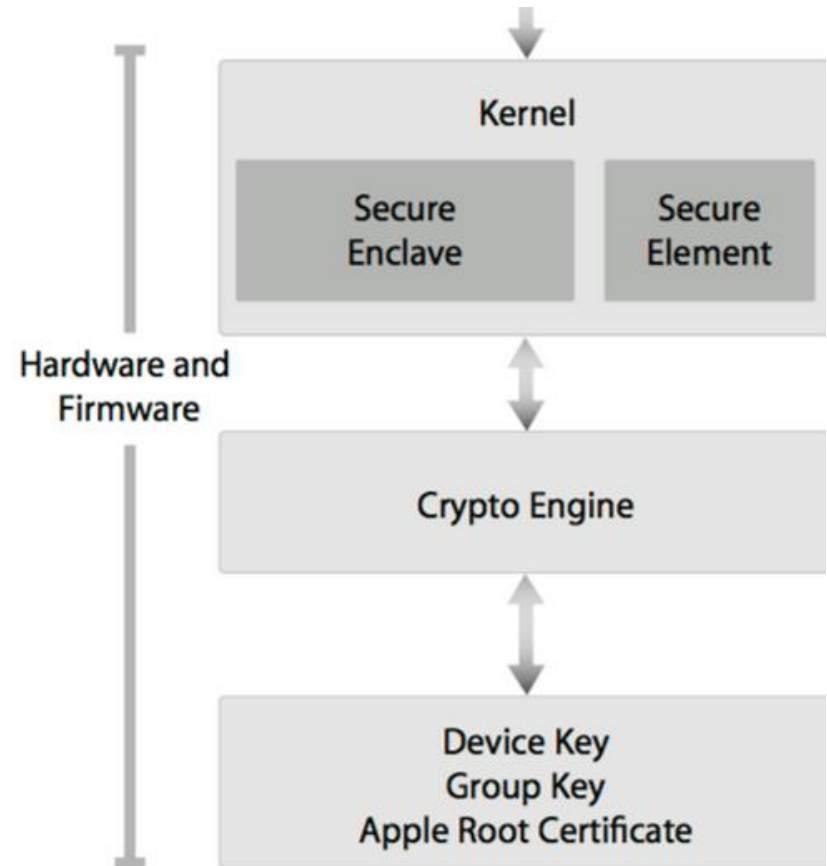 Kernel
Secure
Enclave
Secure
Element
Hardware and
Firmware
Crypto Engine
Device Key
Group Key
Apple Root Certificate